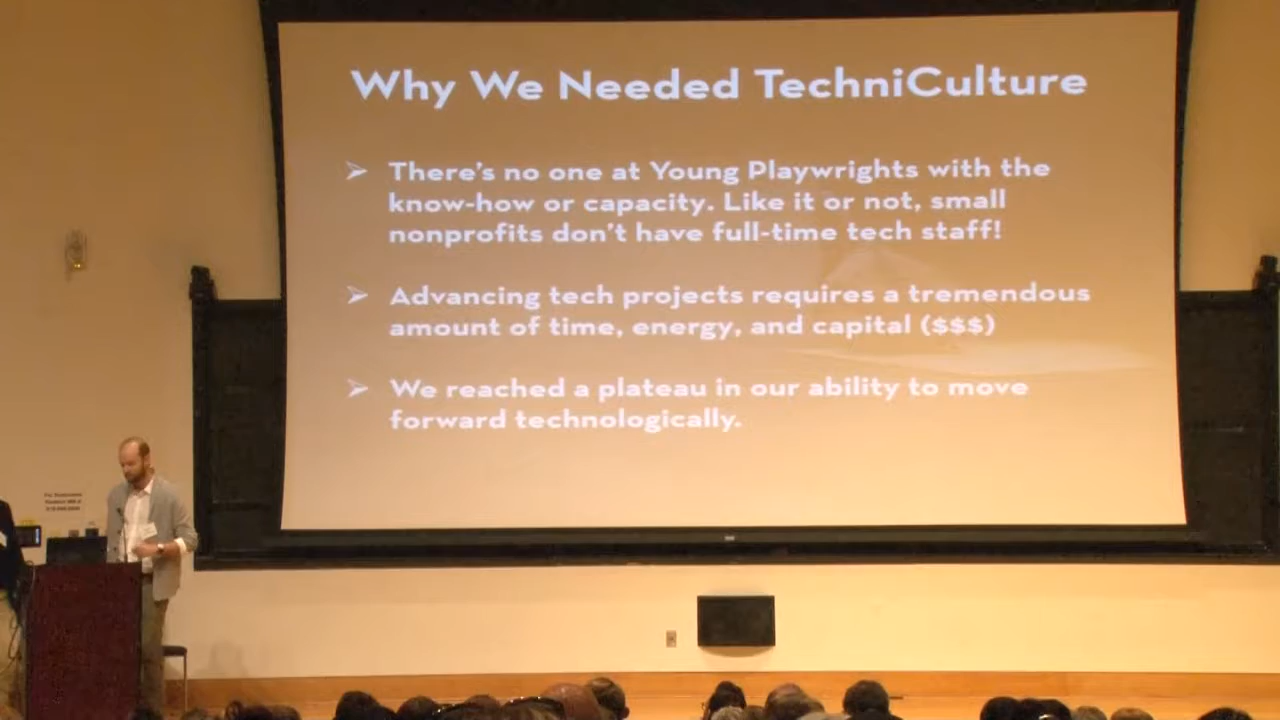 Why We Needed TechniCulture
➢ There's no one at Young Playwrights with the
know-how or capacity. Like it or not, small
nonprofits don't have full-time tech staff!
➢ Advancing tech projects requires a tremendous
amount of time, energy, and capital ($$$)
➢ We reached a plateau in our ability to move
forward technologically.